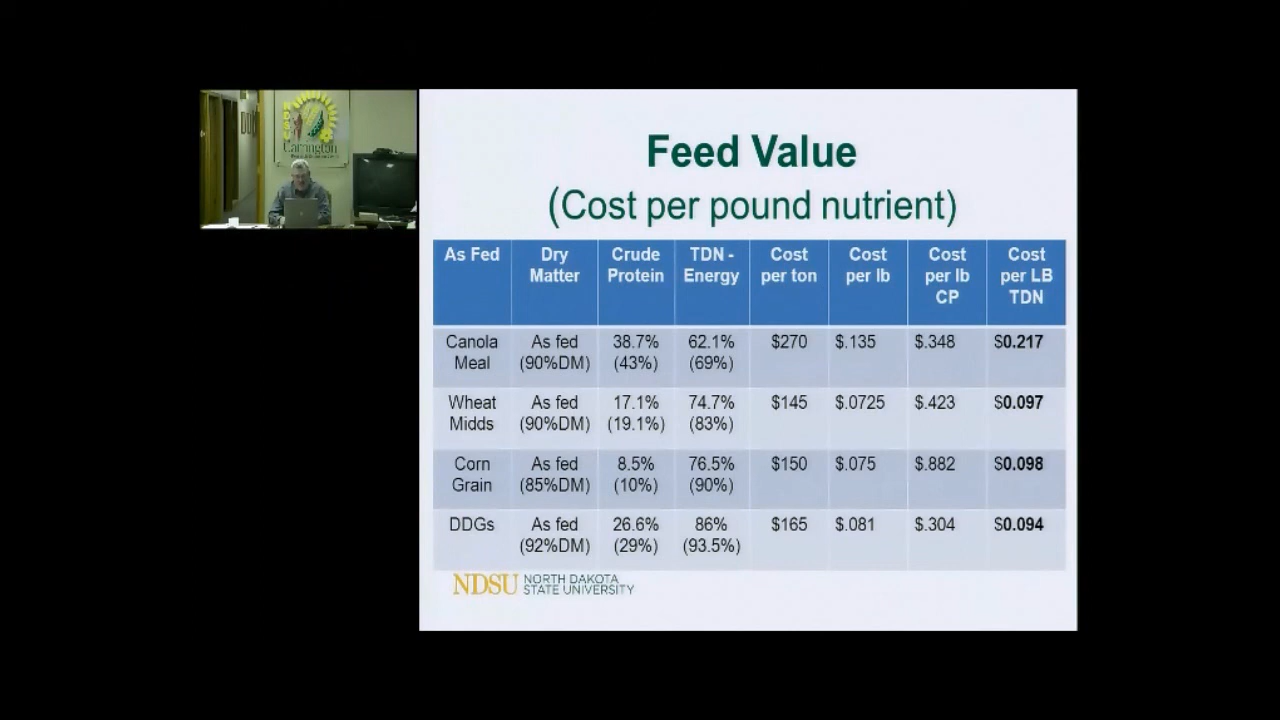 NDSU
Carrington
Feed Value
(Cost per pound nutrient)
As Fed Dry Matter Crude Protein TDN - Energy Cost per ton Cost per lb Cost per lb CP Cost per LB TDN
Canola Meal As fed (90%DM) 38.7% (43%) 62.1% (69%) $270 $.135 $.348 $0.217
Wheat Midds As fed (90%DM) 17.1% (19.1%) 74.7% (83%) $145 $.0725 $.423 $0.097
Corn Grain As fed (85%DM) 8.5% (10%) 76.5% (90%) $150 $.075 $.882 $0.098
DDGs As fed (92%DM) 26.6% (29%) 86% (93.5%) $165 $.081 $.304 $0.094
NDSU NORTH DAKOTA
STATE UNIVERSITY